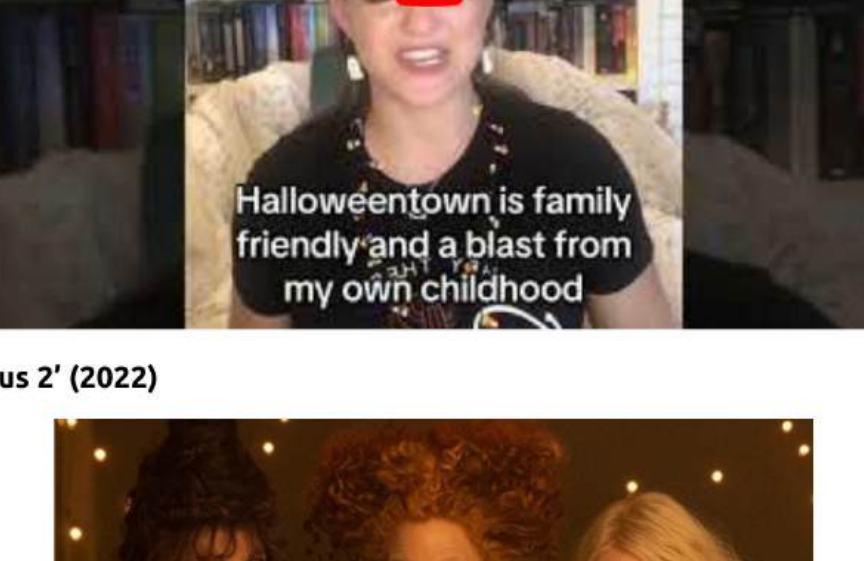 Halloweentown is family
friendly and a blast from
my own childhood
us 2’ (2022)